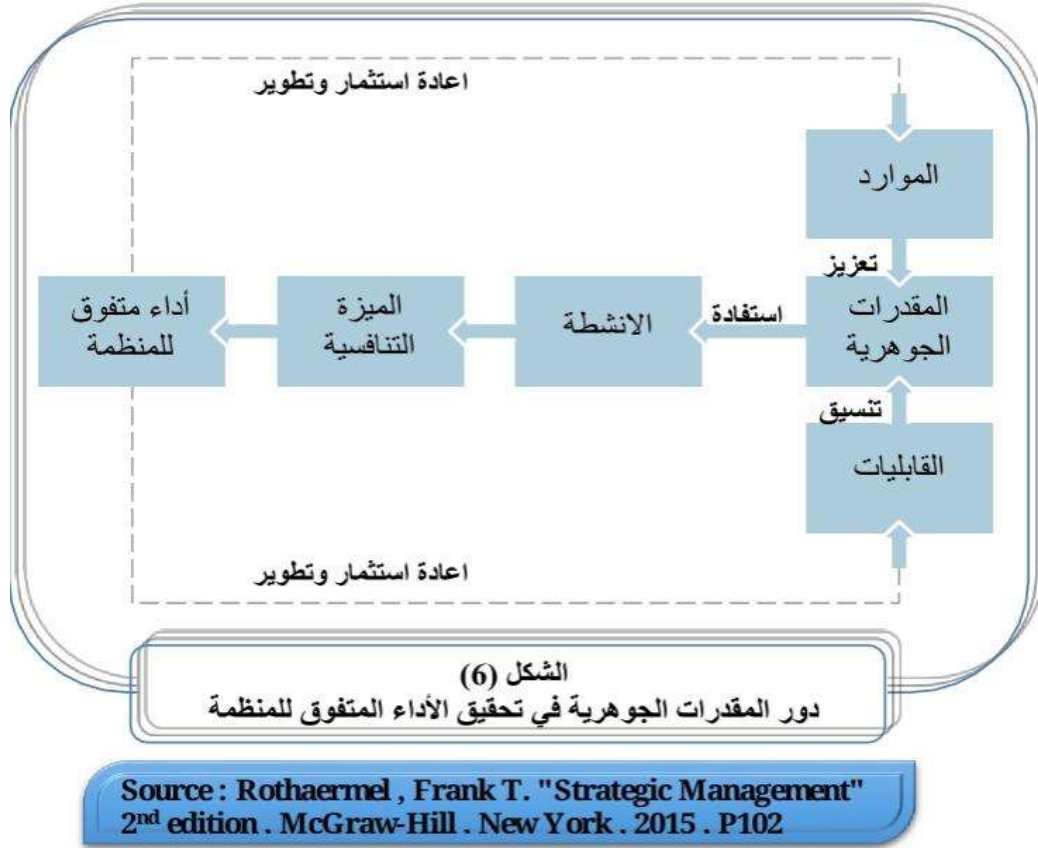 اعادة استثمار وتطوير
الموارد
تعزيز
المقدرات
الجوهرية
استفادة
الانشطة
الميزة
التنافسية
أداء متفوق
للمنظمة
تنسيق
القابليات
اعادة استثمار وتطوير
الشكل (6)
دور المقدرات الجوهرية في تحقيق الأداء المتفوق للمنظمة
Source : Rothaermel , Frank T. "Strategic Management"
2nd edition . McGraw-Hill . New York . 2015 . P102